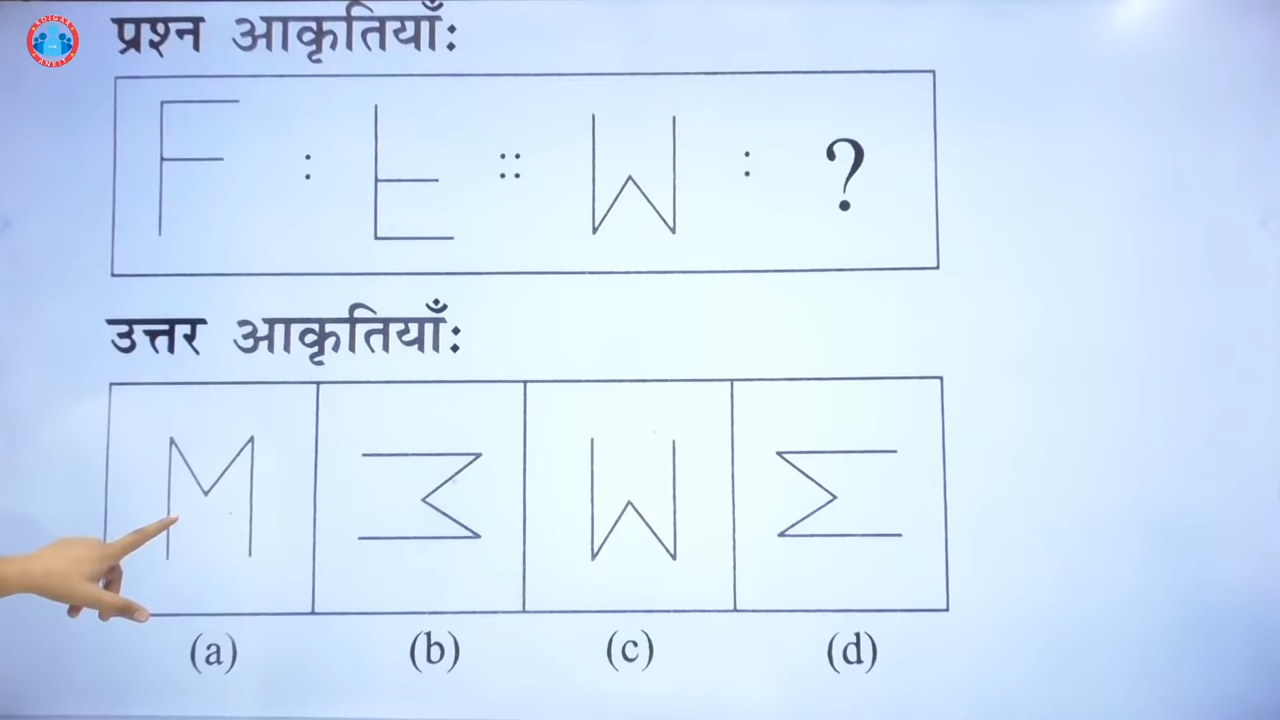 प्रश्न आकृतियाँ:
F : Ł :: W : ?
उत्तर आकृतियाँ:
M Σ W Σ
(a) (b) (c) (d)